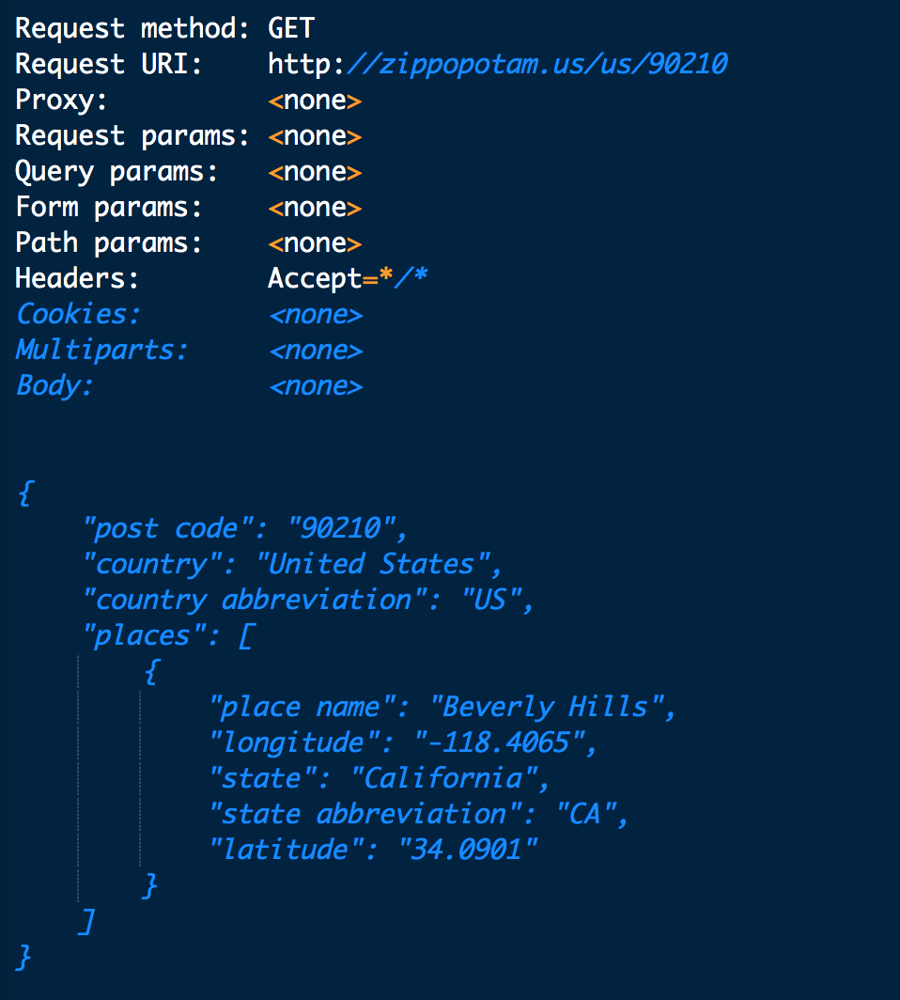 Request method: GET
Request URI:    http://zippopotam.us/us/90210
Proxy:          <none>
Request params: <none>
Query params:   <none>
Form params:    <none>
Path params:    <none>
Headers:        Accept=*/*
Cookies:        <none>
Multiparts:     <none>
Body:           <none>
{
    "post code": "90210",
    "country": "United States",
    "country abbreviation": "US",
    "places": [
        {
            "place name": "Beverly Hills",
            "longitude": "-118.4065",
            "state": "California",
            "state abbreviation": "CA",
            "latitude": "34.0901"
        }
    ]
}